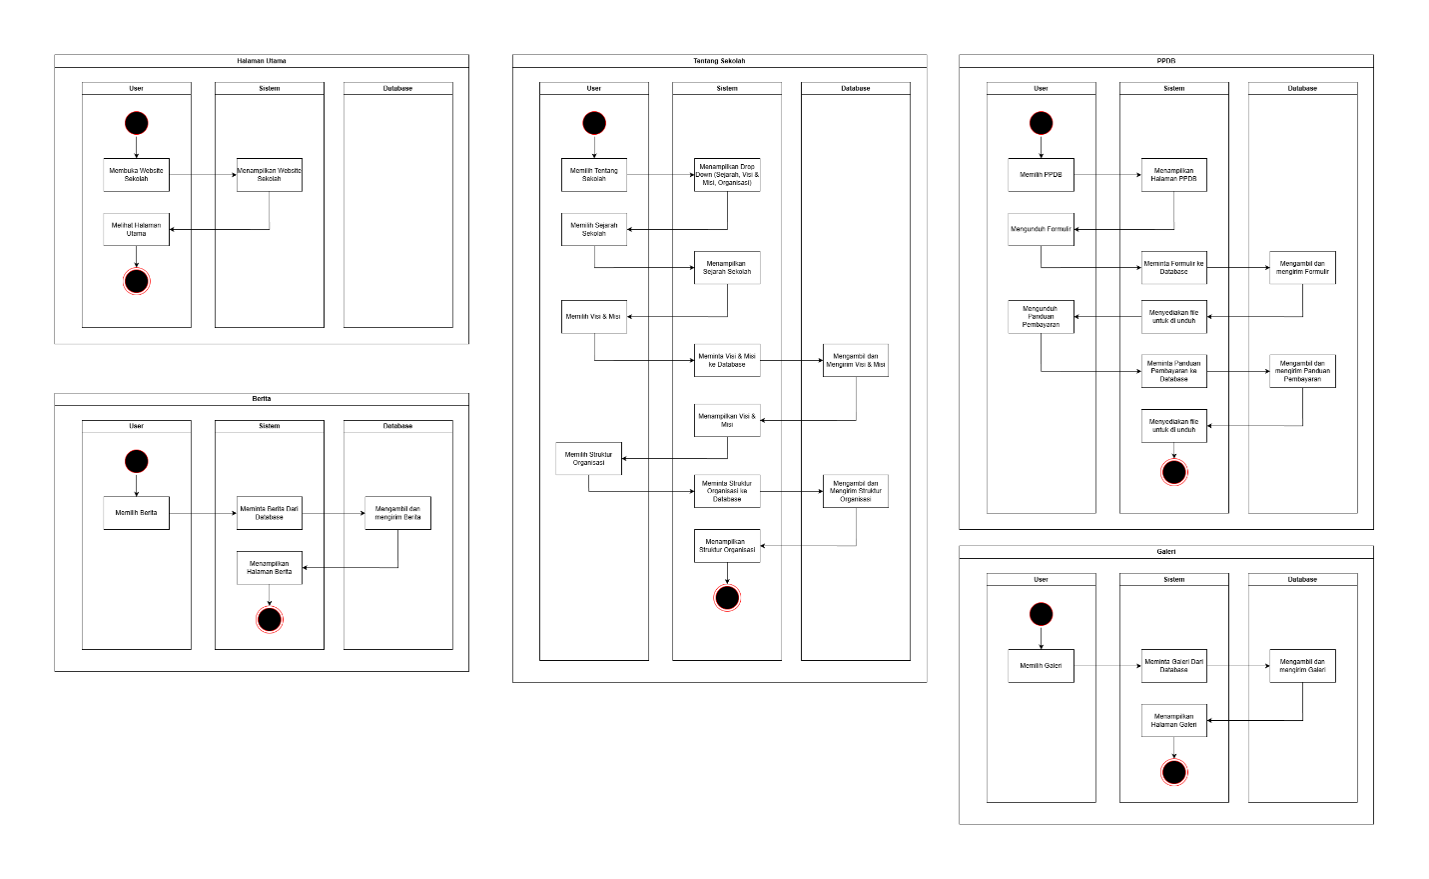 Halaman Utama
User
Sistem
Database
Membuka Website
Sekolah
Menampilkan Website
Sekolah
Melihat Halaman
Utama
Berita
User
Sistem
Database
Memilih Berita
Meminta Berita Dari
Database
Mengambil dan
mengirim Berita
Menampilkan
Halaman Berita
Tentang Sekolah
User
Sistem
Database
Memilih Tentang
Sekolah
Menampilkan Drop
Down (Sejarah, Visi &
Misi, Organisasi)
Memilih Sejarah
Sekolah
Menampilkan
Sejarah Sekolah
Memilih Visi & Misi
Meminta Visi & Misi
ke Database
Mengambil dan
Mengirim Visi & Misi
Menampilkan Visi &
Misi
Memilih Struktur
Organisasi
Meminta Struktur
Organisasi ke
Database
Mengambil dan
Mengirim Struktur
Organisasi
Menampilkan
Struktur Organisasi
PPDB
User
Sistem
Database
Memilih PPDB
Menampilkan
Halaman PPDB
Mengunduh Formulir
Meminta Formulir ke
Database
Mengambil dan
mengirim Formulir
Mengunduh
Panduan
Pembayaran
Menyediakan file
untuk di unduh
Meminta Panduan
Pembayaran ke
Database
Mengambil dan
mengirim Panduan
Pembayaran
Menyediakan file
untuk di unduh
Galeri
User
Sistem
Database
Memilih Galeri
Meminta Galeri Dari
Database
Mengambil dan
mengirim Galeri
Menampilkan
Halaman Galeri